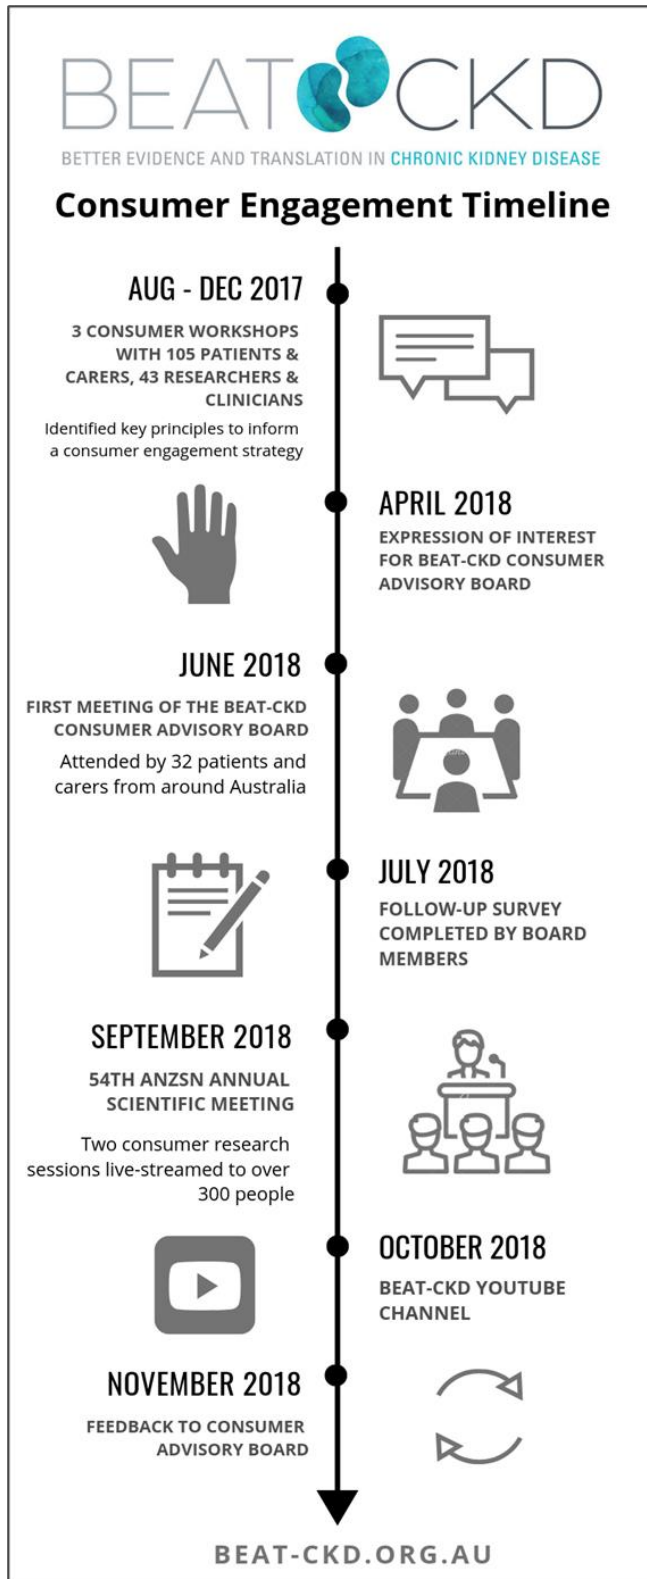 BEAT CKD
BETTER EVIDENCE AND TRANSLATION IN CHRONIC KIDNEY DISEASE
Consumer Engagement Timeline
AUG - DEC 2017
3 CONSUMER WORKSHOPS
WITH 105 PATIENTS &
CARERS, 43 RESEARCHERS &
CLINICIANS
Identified key principles to inform
a consumer engagement strategy
APRIL 2018
EXPRESSION OF INTEREST
FOR BEAT-CKD CONSUMER
ADVISORY BOARD
JUNE 2018
FIRST MEETING OF THE BEAT-CKD
CONSUMER ADVISORY BOARD
Attended by 32 patients and
carers from around Australia
JULY 2018
FOLLOW-UP SURVEY
COMPLETED BY BOARD
MEMBERS
SEPTEMBER 2018
54TH ANZSN ANNUAL
SCIENTIFIC MEETING
Two consumer research
sessions live-streamed to over
300 people
OCTOBER 2018
BEAT-CKD YOUTUBE
CHANNEL
NOVEMBER 2018
FEEDBACK TO CONSUMER
ADVISORY BOARD
BEAT-CKD.ORG.AU